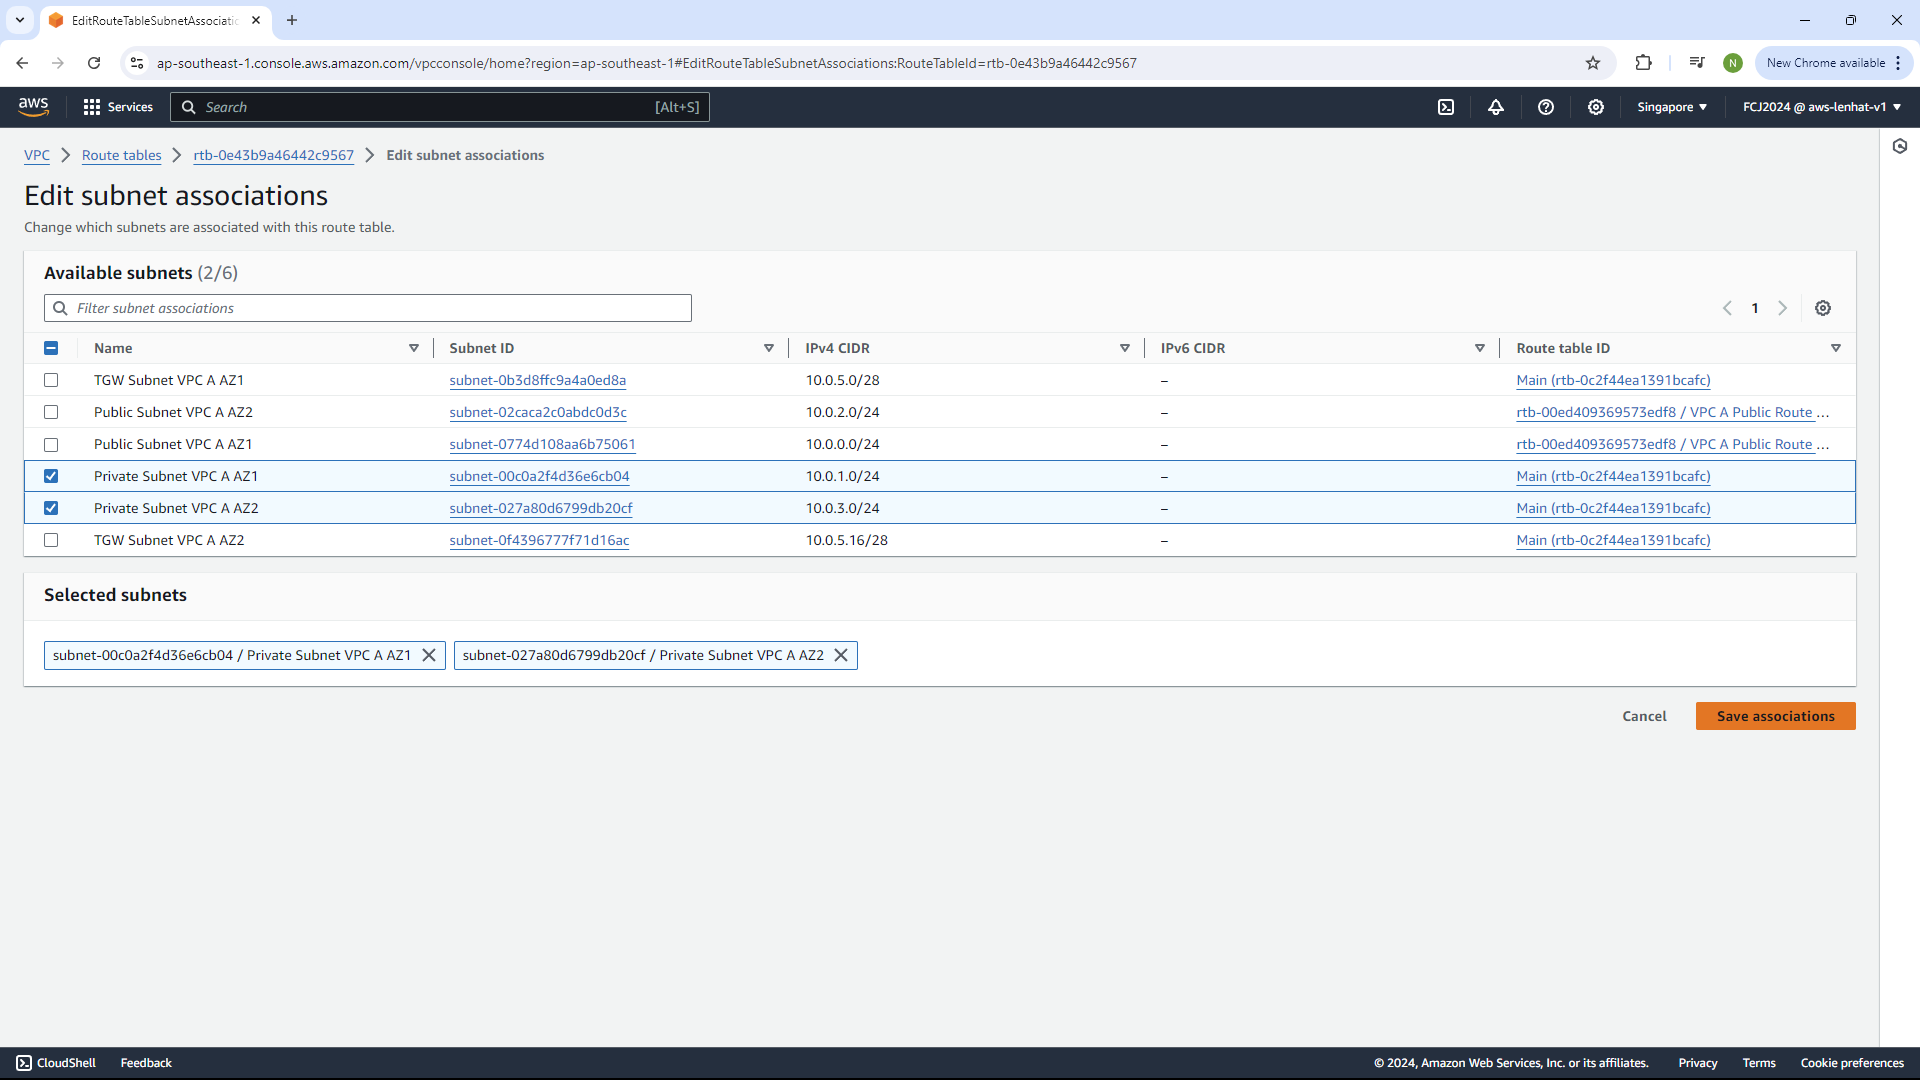 EditRouteTableSubnetAssociatic
ap-southeast-1.console.aws.amazon.com/vpcconsole/home?region=ap-southeast-1#EditRouteTableSubnetAssociations:RouteTableId=rtb-0e43b9a46442c9567
N
New Chrome available
aws
Services
Search
[Alt+S]
Singapore
FCJ2024 @ aws-lenhat-v1
VPC
Route tables
rtb-0e43b9a46442c9567
Edit subnet associations
Edit subnet associations
Change which subnets are associated with this route table.
Available subnets (2/6)
Filter subnet associations
1
Name Subnet ID IPv4 CIDR IPv6 CIDR Route table ID
TGW Subnet VPC A AZ1 subnet-0b3d8ffc9a4a0ed8a 10.0.5.0/28 – Main (rtb-0c2f44ea1391bcafc)
Public Subnet VPC A AZ2 subnet-02caca2c0abdc0d3c 10.0.2.0/24 – rtb-00ed409369573edf8 / VPC A Public Route ...
Public Subnet VPC A AZ1 subnet-0774d108aa6b75061 10.0.0.0/24 – rtb-00ed409369573edf8 / VPC A Public Route ...
Private Subnet VPC A AZ1 subnet-00c0a2f4d36e6cb04 10.0.1.0/24 – Main (rtb-0c2f44ea1391bcafc)
Private Subnet VPC A AZ2 subnet-027a80d6799db20cf 10.0.3.0/24 – Main (rtb-0c2f44ea1391bcafc)
TGW Subnet VPC A AZ2 subnet-0f4396777f71d16ac 10.0.5.16/28 – Main (rtb-0c2f44ea1391bcafc)
Selected subnets
subnet-00c0a2f4d36e6cb04 / Private Subnet VPC A AZ1
subnet-027a80d6799db20cf / Private Subnet VPC A AZ2
Cancel
Save associations
CloudShell
Feedback
© 2024, Amazon Web Services, Inc. or its affiliates.
Privacy
Terms
Cookie preferences